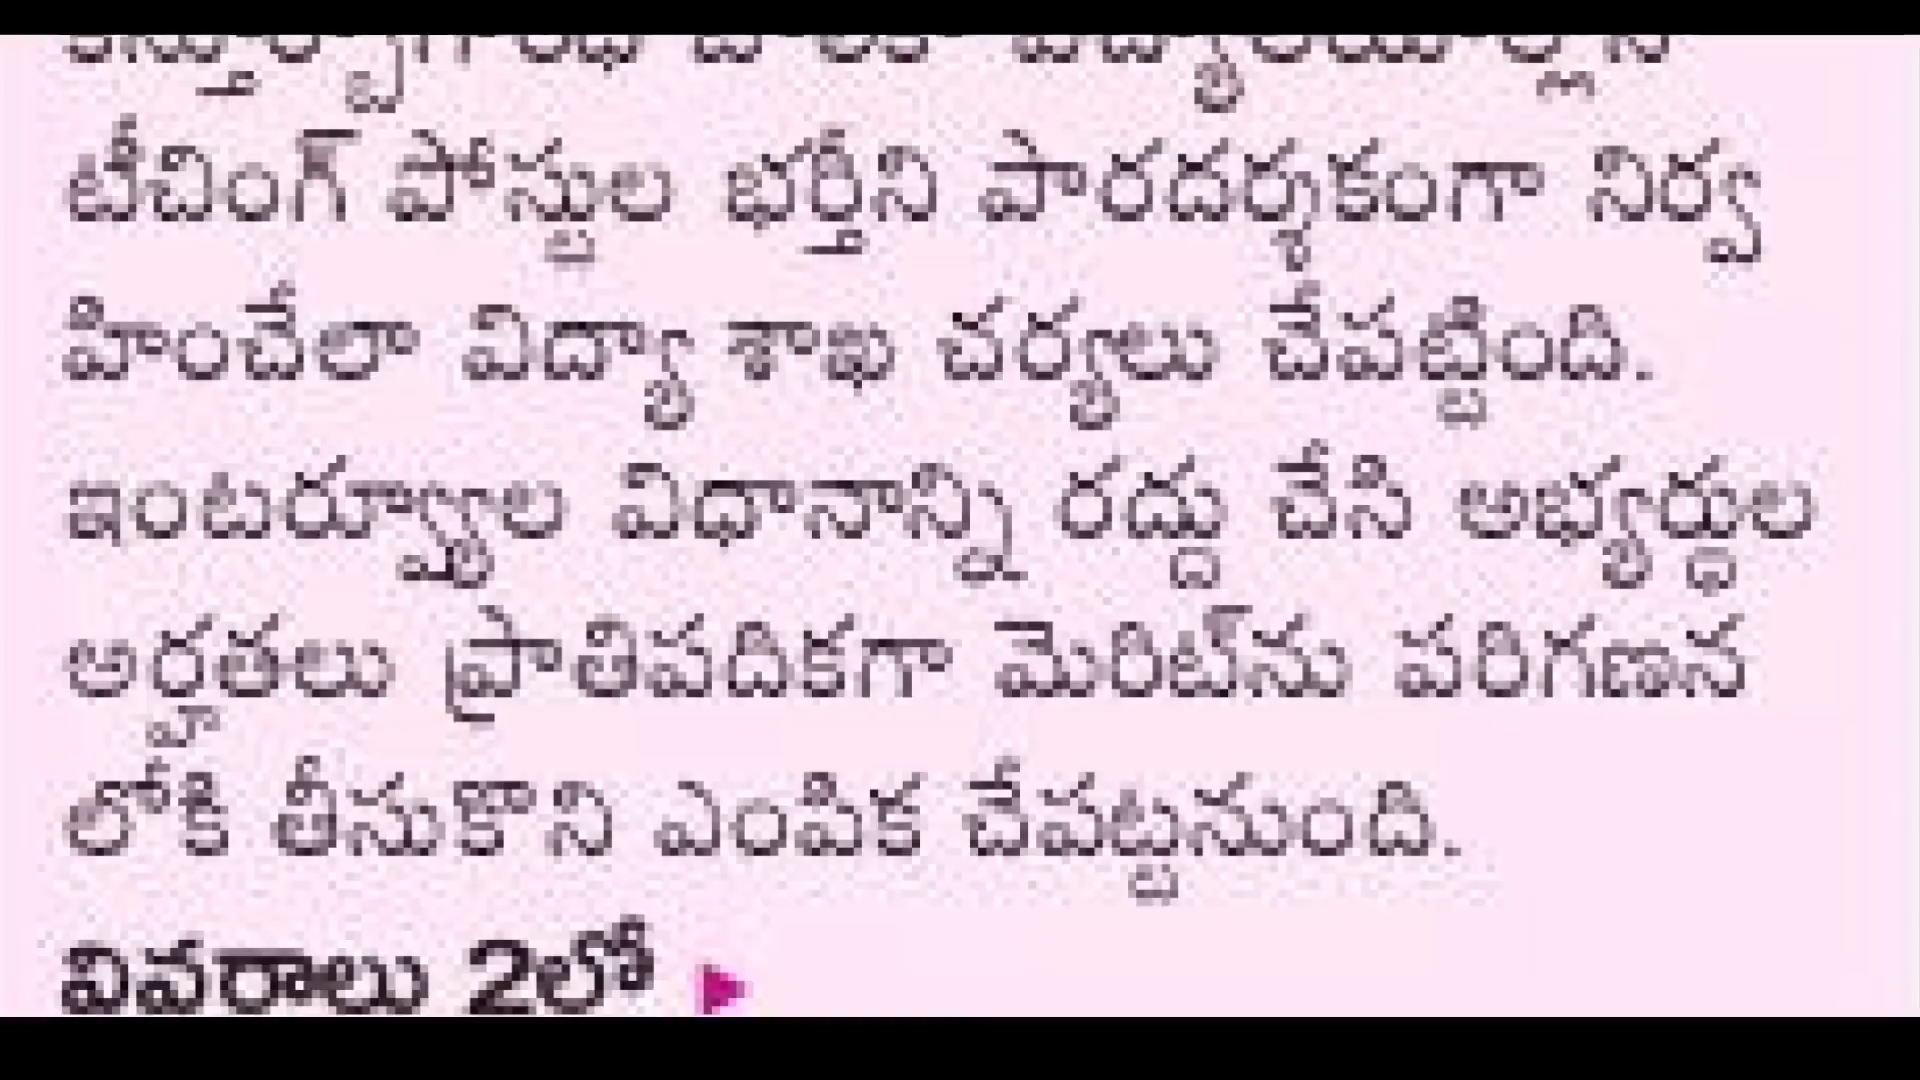 టీచింగ్ పోస్టుల భర్తీని పారదర్శకంగా నిర్వ
హించేలా విద్యా శాఖ చర్యలు చేపట్టింది.
ఇంటర్వ్యూల విధానాన్ని రద్దు చేసి అభ్యర్థుల
అర్హతలు ప్రాతిపదికగా మెరిట్‌ను పరిగణన
లోకి తీసుకొని ఎంపిక చేపట్టనుంది.
వివరాలు 2లో